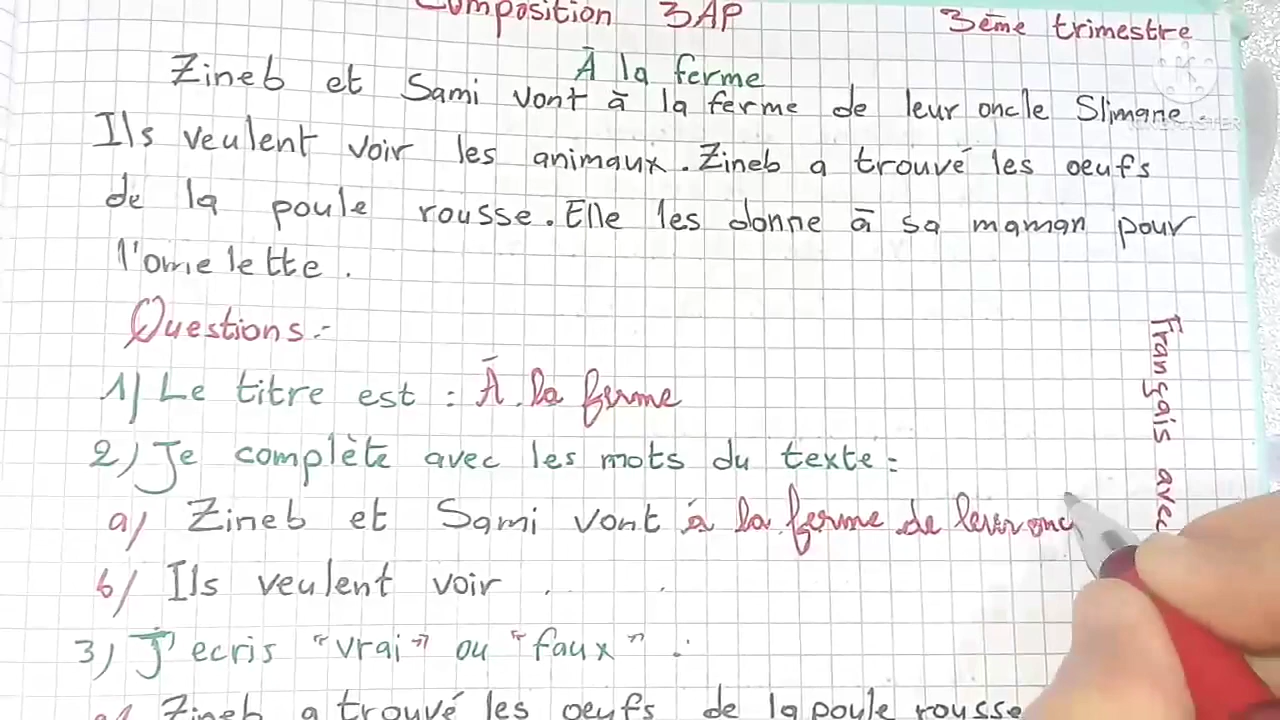 Composition 3AP 3ème trimestre
À la ferme
Zineb et Sami vont à la ferme de leur oncle Slimane.
Ils veulent voir les animaux. Zineb a trouvé les oeufs
de la poule rousse. Elle les donne à sa maman pour
l'omelette.
Questions:-
1) Le titre est : À la ferme
2) Je complète avec les mots du texte :
a) Zineb et Sami vont à la ferme de leur onc
b) Ils veulent voir . .
3) J'ecris "vrai" ou "faux" :
a) Zineb a trouvé les oeufs de la poule rousse
Français avec